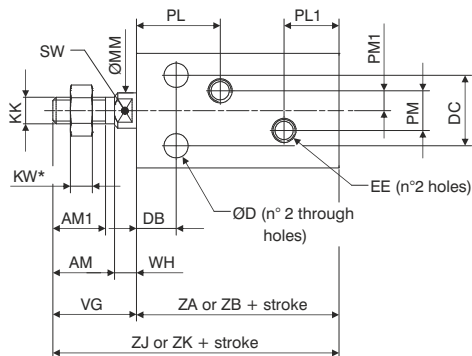 PL
PL1
SW
ØMM
PM1
KK
PM
DC
KW*
EE (n°2 holes)
AM1
DB
ØD (n° 2 through
holes)
AM
WH
VG
ZA or ZB + stroke
ZJ or ZK + stroke